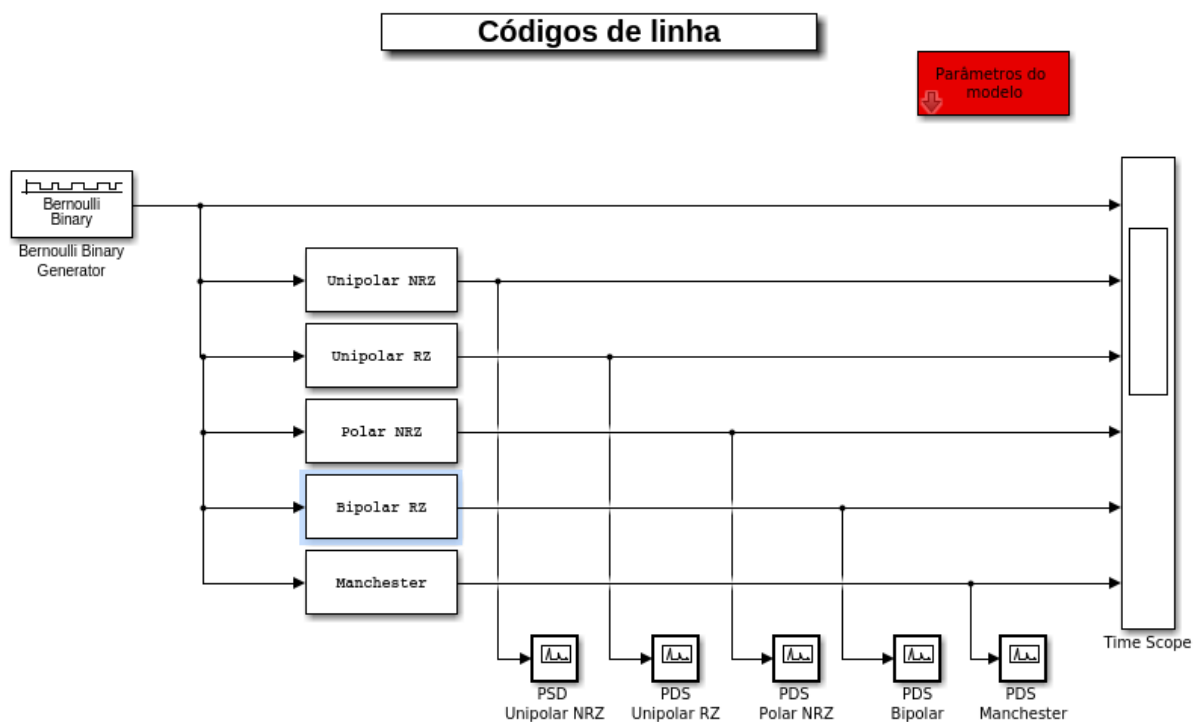 Códigos de linha
Parâmetros do
modelo
Bernoulli
Binary
Bernoulli Binary
Generator
Unipolar NRZ
Unipolar RZ
Polar NRZ
Bipolar RZ
Manchester
Time Scope
PSD
Unipolar NRZ
PDS
Unipolar RZ
PDS
Polar NRZ
PDS
Bipolar
PDS
Manchester